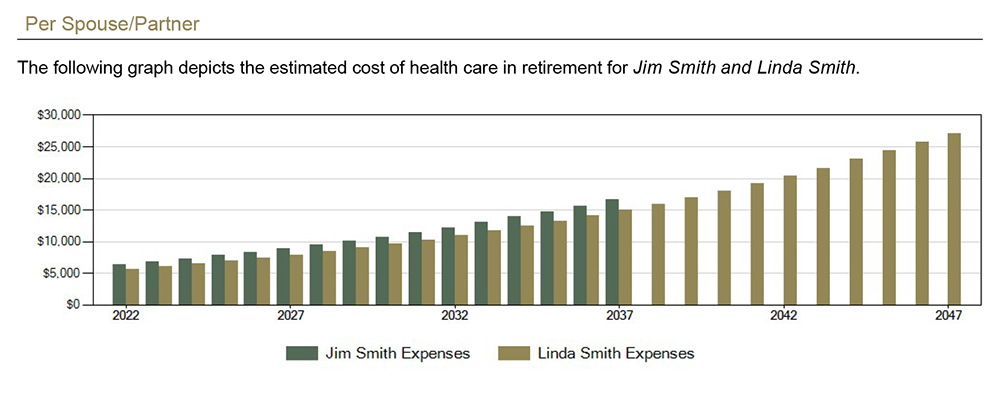 Per Spouse/Partner
The following graph depicts the estimated cost of health care in retirement for Jim Smith and Linda Smith.
$30,000
$25,000
$20,000
$15,000
$10,000
$5,000
$0
2022 2027 2032 2037 2042 2047
Jim Smith Expenses Linda Smith Expenses